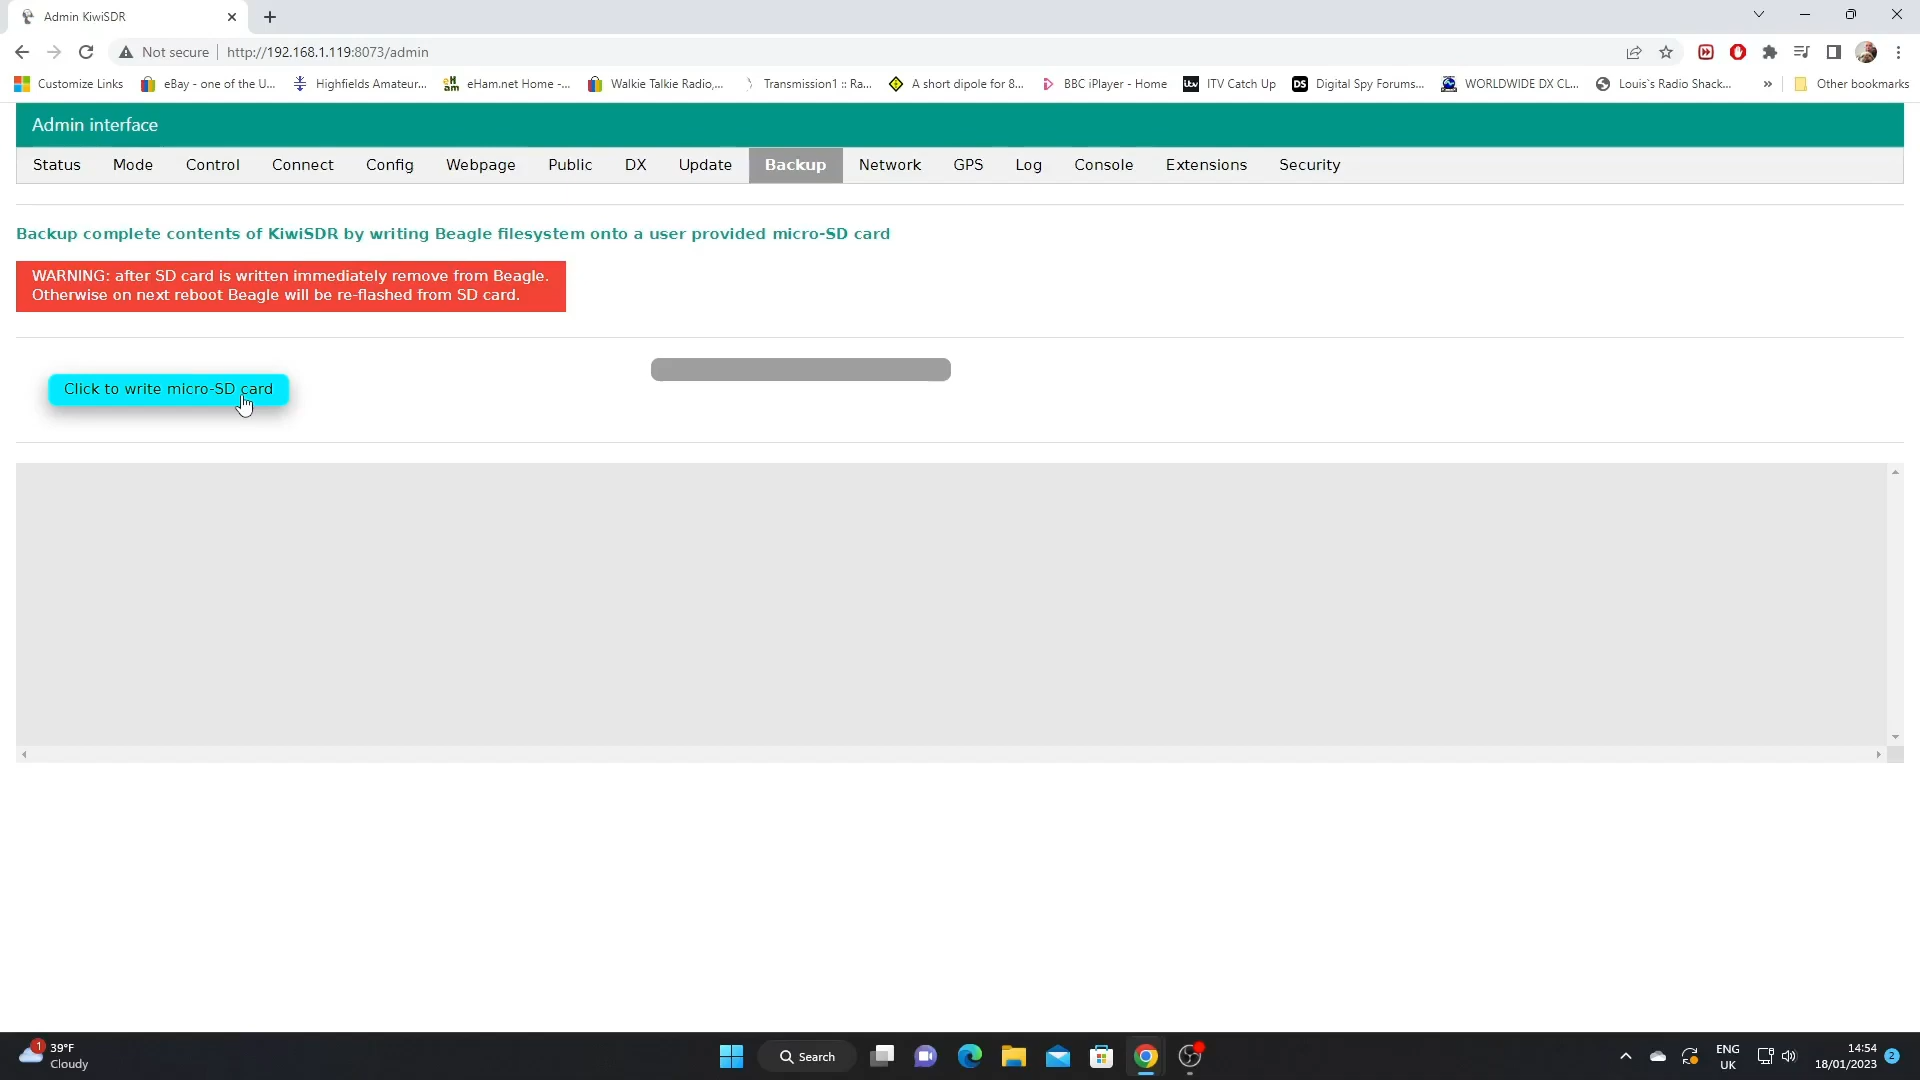 Admin KiwiSDR
Not secure
http://192.168.1.119:8073/admin
Customize Links
eBay - one of the U...
Highfields Amateur...
eHam.net Home -...
Walkie Talkie Radio,...
Transmission1 :: Ra...
A short dipole for 8...
BBC iPlayer - Home
ITV Catch Up
Digital Spy Forums...
WORLDWIDE DX CL...
Louis`s Radio Shack...
»
Other bookmarks
Admin interface
Status Mode Control Connect Config Webpage Public DX Update Backup Network GPS Log Console Extensions Security
Backup complete contents of KiwiSDR by writing Beagle filesystem onto a user provided micro-SD card
WARNING: after SD card is written immediately remove from Beagle.
Otherwise on next reboot Beagle will be re-flashed from SD card.
Click to write micro-SD card
1
39°F
Cloudy
Search
ENG
UK
14:54
18/01/2023
2